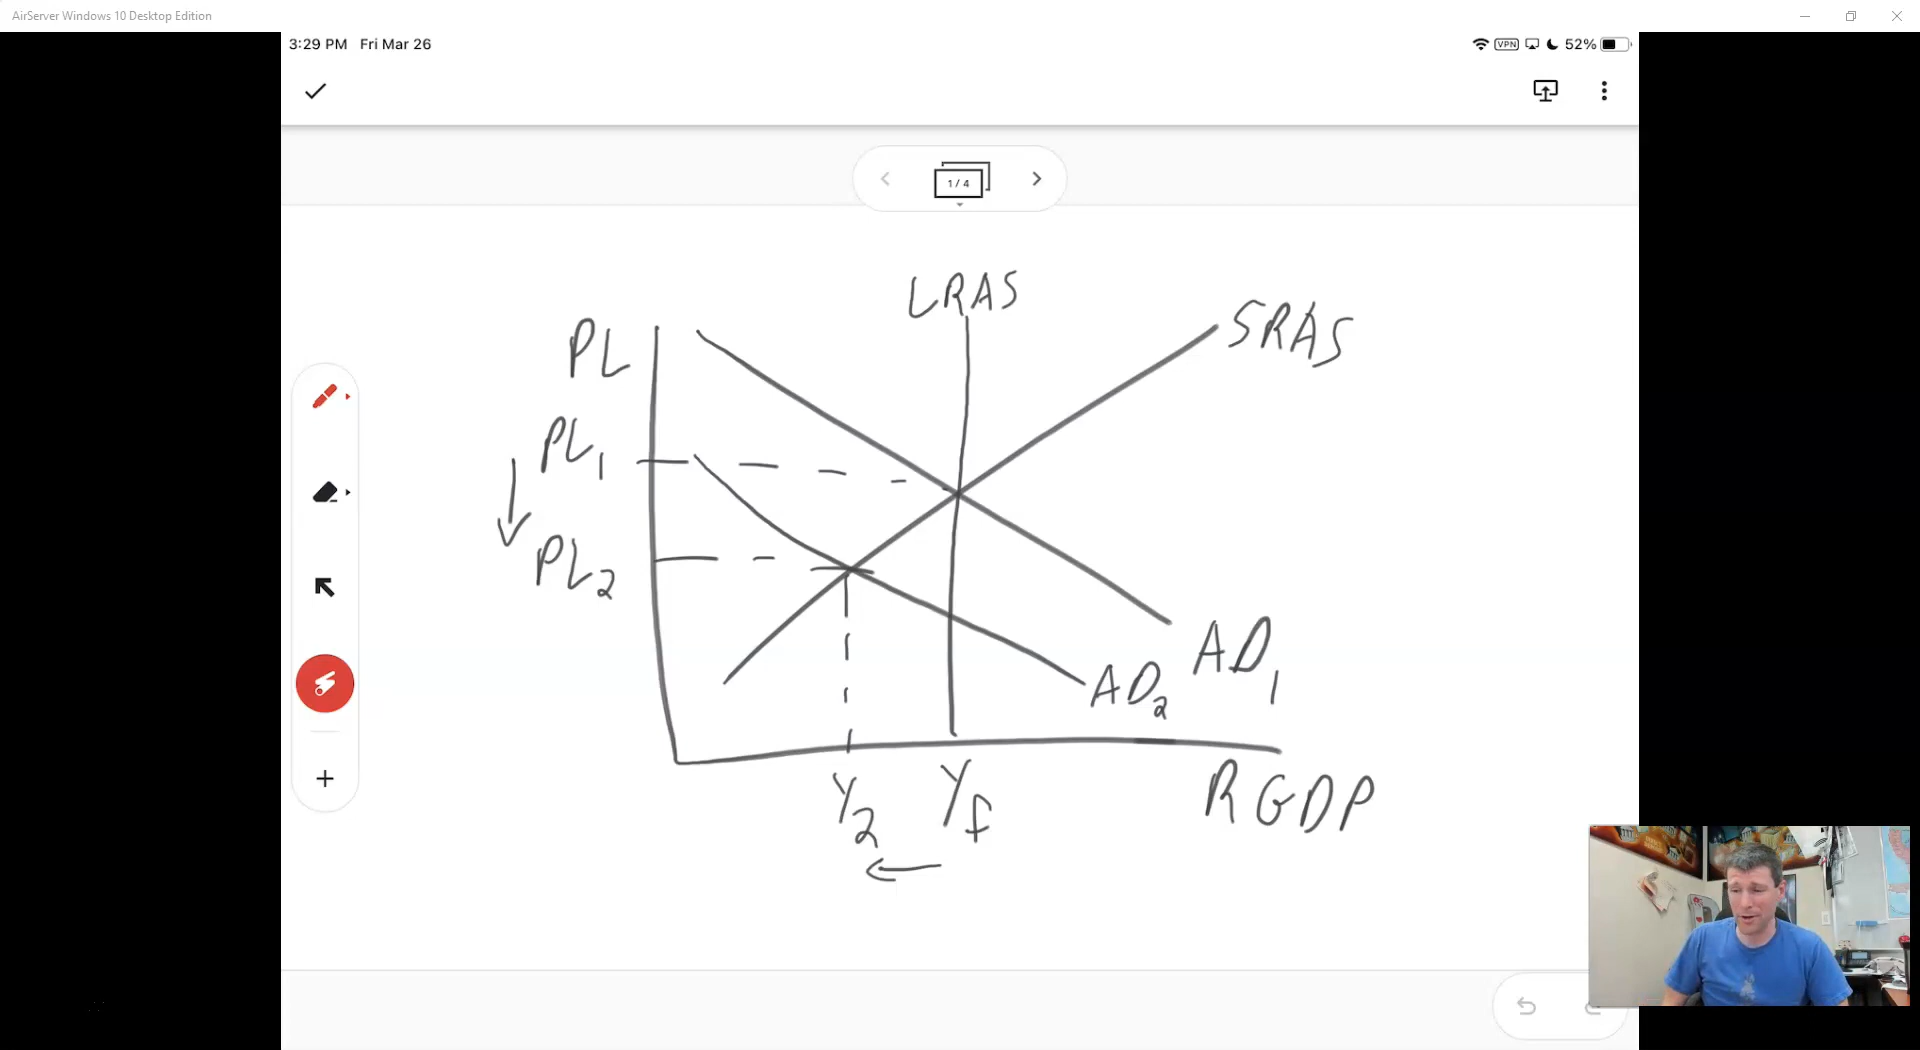 AirServer Windows 10 Desktop Edition
3:29 PM Fri Mar 26
VPN 52%
1 / 4
LRAS
SRAS
PL
PL1
PL2
AD1
AD2
Y2
Yf
RGDP